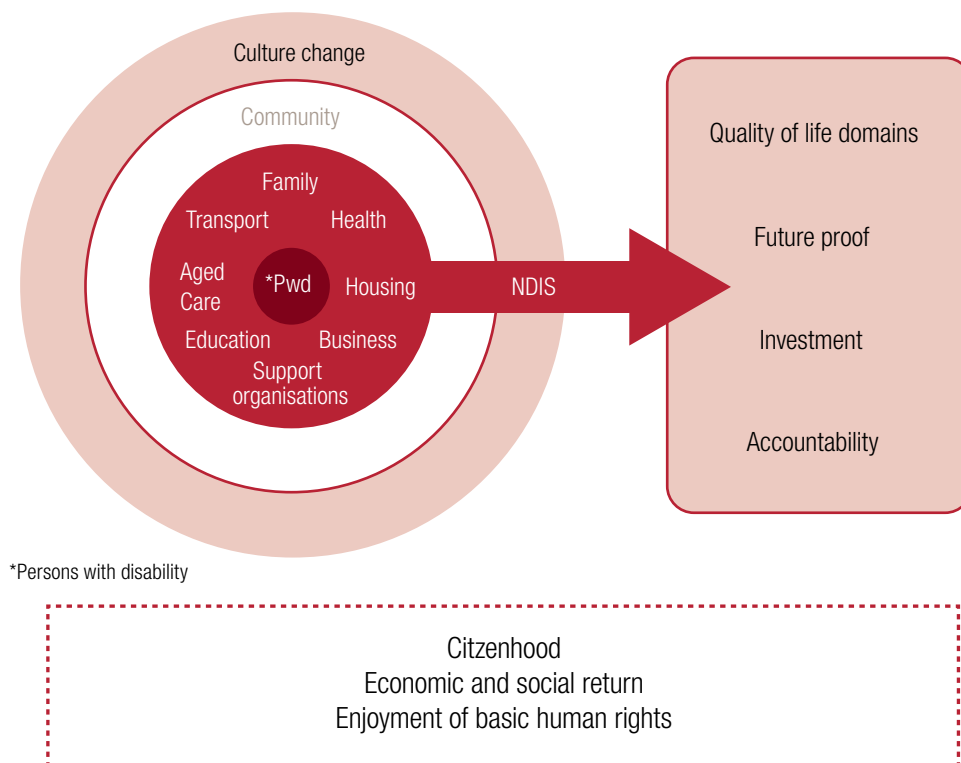 Culture change
Community
Family
Transport
Health
Aged
Care
*Pwd
Housing
Education
Business
Support
organisations
NDIS
Quality of life domains
Future proof
Investment
Accountability
*Persons with disability
Citzenhood
Economic and social return
Enjoyment of basic human rights